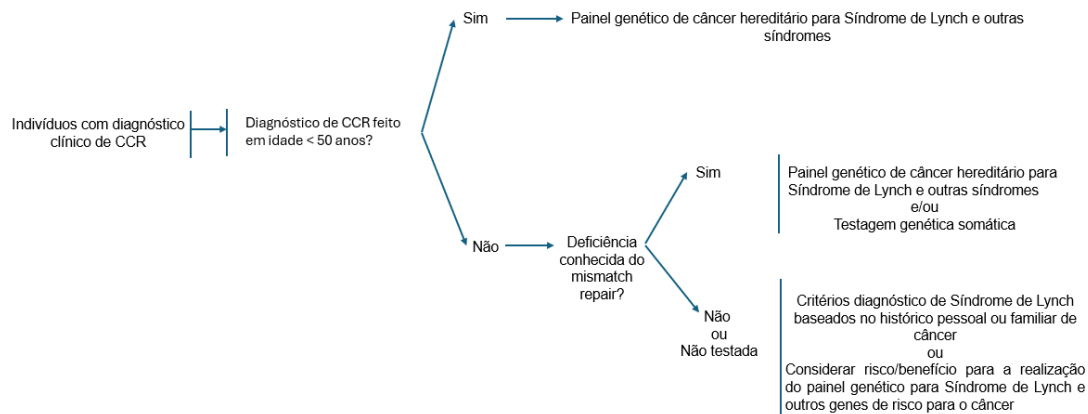 Sim
Painel genético de câncer hereditário para Síndrome de Lynch e outras
síndromes
Indivíduos com diagnóstico
clínico de CCR
Diagnóstico de CCR feito
em idade < 50 anos?
Sim
Painel genético de câncer hereditário para
Síndrome de Lynch e outras síndromes
e/ou
Testagem genética somática
Não
Deficiência
conhecida do
mismatch
repair?
Não
ou
Não testada
Critérios diagnóstico de Síndrome de Lynch
baseados no histórico pessoal ou familiar de
câncer
ou
Considerar risco/benefício para a realização
do painel genético para Síndrome de Lynch e
outros genes de risco para o câncer